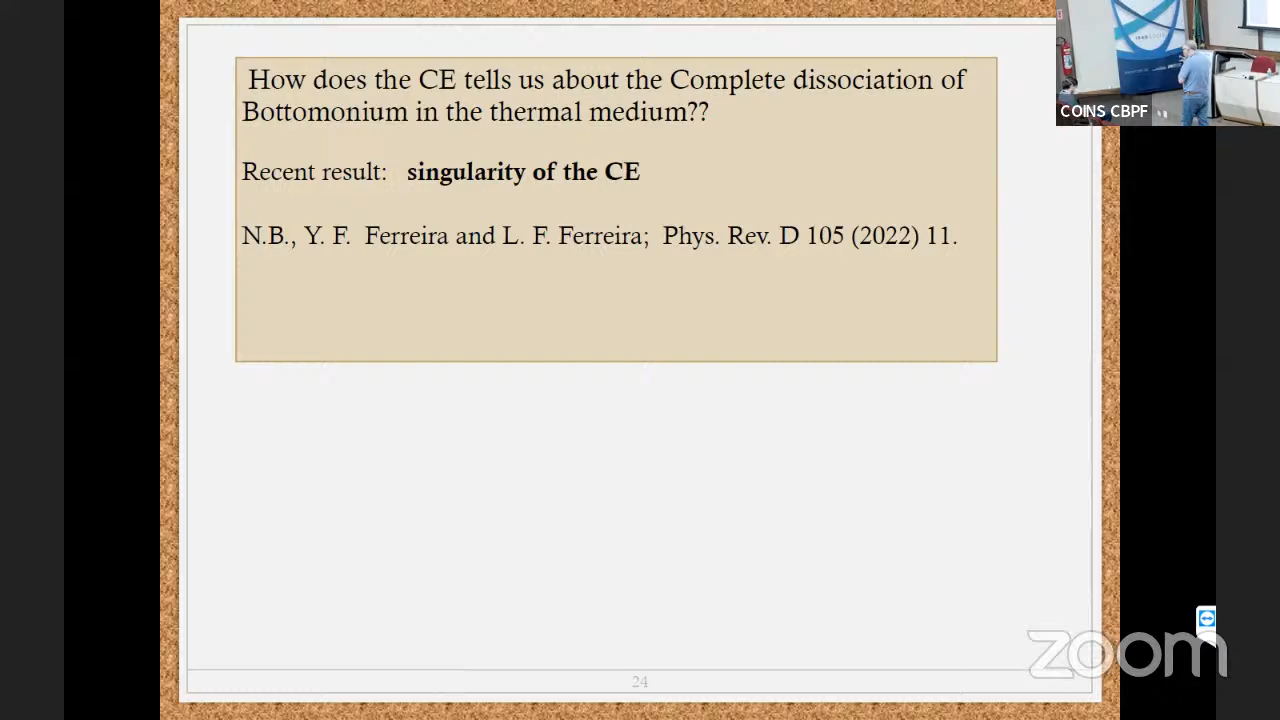 How does the CE tells us about the Complete dissociation of
Bottomonium in the thermal medium??
Recent result: singularity of the CE
N.B., Y. F. Ferreira and L. F. Ferreira; Phys. Rev. D 105 (2022) 11.
24
COINS CBPF
zoom